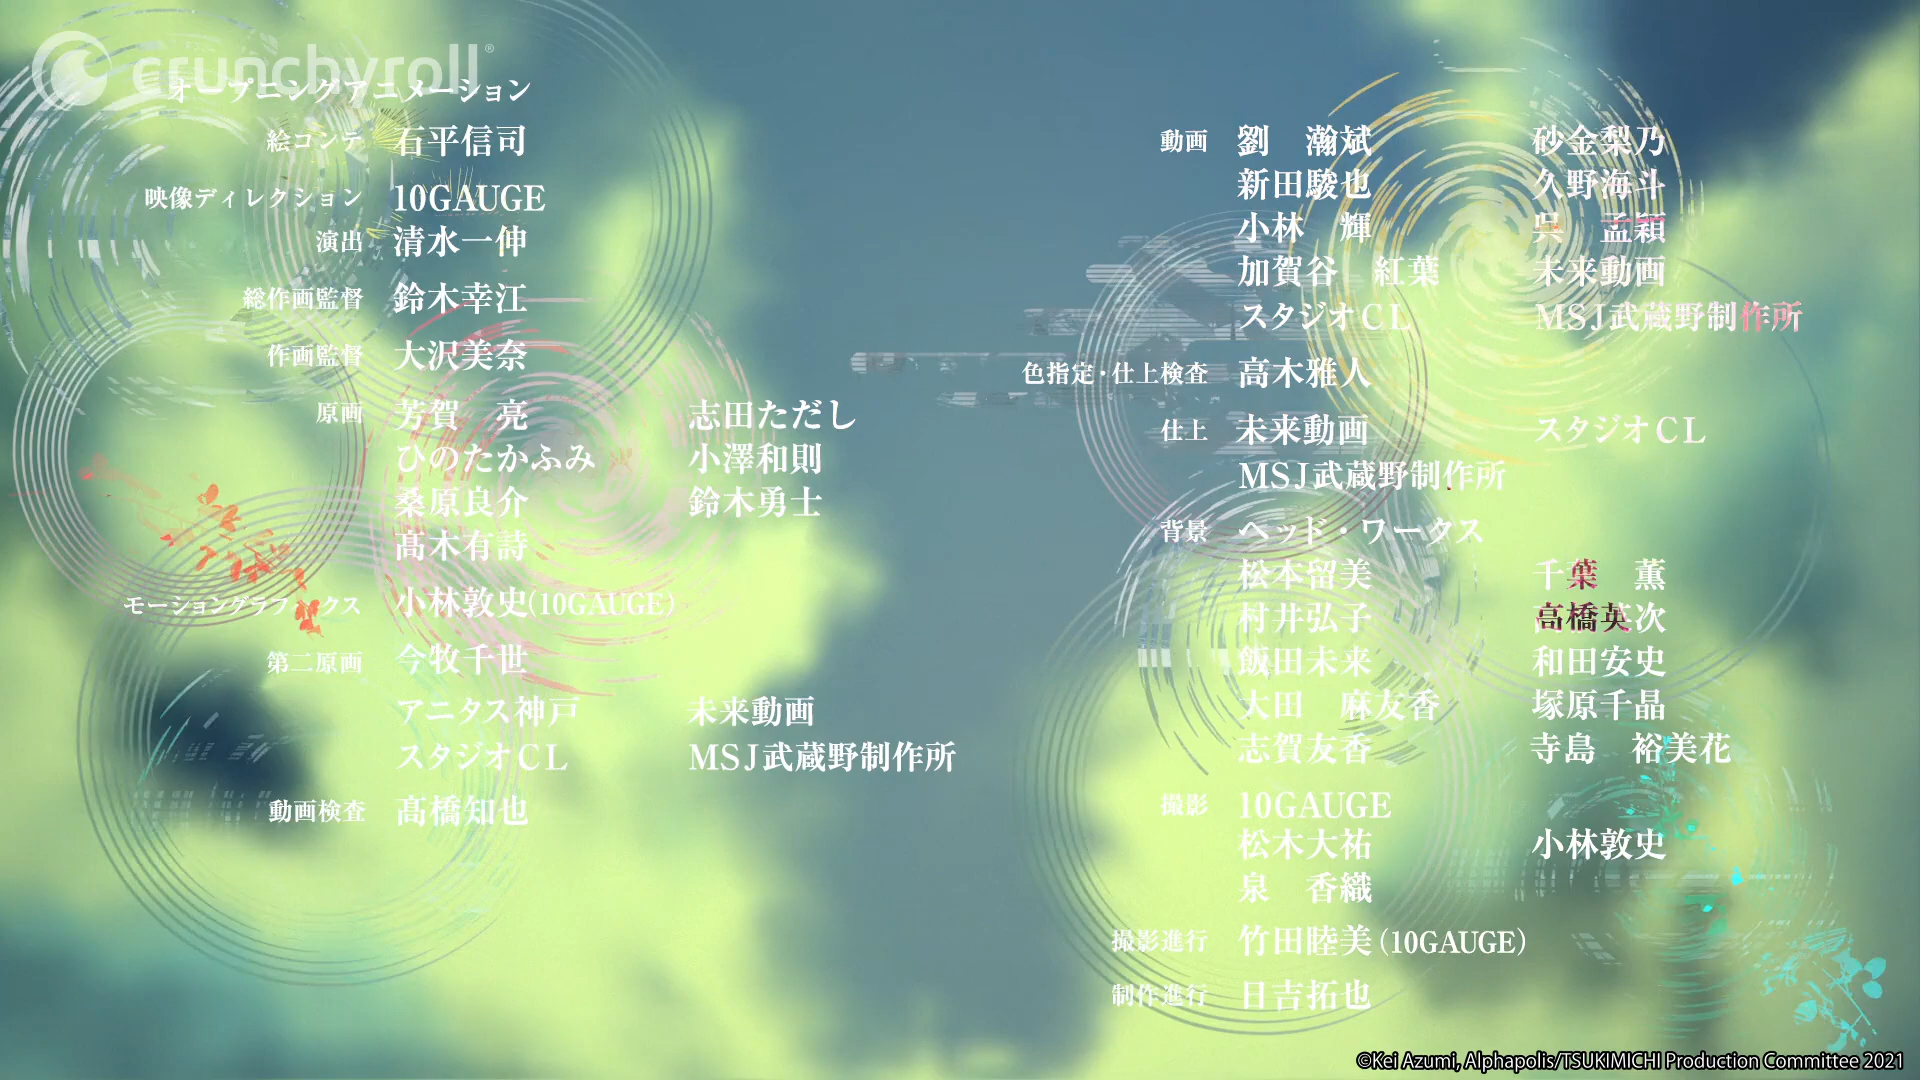 crunchyroll®
オープニングアニメーション
絵コンテ 石平信司
映像ディレクション 10GAUGE
演出 清水一伸
総作画監督 鈴木幸江
作画監督 大沢美奈
原画 芳賀　亮 志田ただし
ひのたかふみ 小澤和則
桑原良介 鈴木勇士
髙木有詩
モーショングラフィックス 小林敦史(10GAUGE)
第二原画 今牧千世
アニタス神戸 未来動画
スタジオCL MSJ武蔵野制作所
動画検査 髙橋知也
動画 劉　瀚斌 砂金梨乃
新田駿也 久野海斗
小林　輝 呉　孟穎
加賀谷　紅葉 未来動画
スタジオCL MSJ武蔵野制作所
色指定・仕上検査 高木雅人
仕上 未来動画 スタジオCL
MSJ武蔵野制作所
背景 ヘッド・ワークス
松本留美 千葉　薫
村井弘子 高橋英次
飯田未来 和田安史
大田　麻友香 塚原千晶
志賀友香 寺島　裕美花
撮影 10GAUGE
松木大祐 小林敦史
泉　香織
撮影進行 竹田睦美(10GAUGE)
制作進行 日吉拓也
©Kei Azumi, Alphapolis/TSUKIMICHI Production Committee 2021